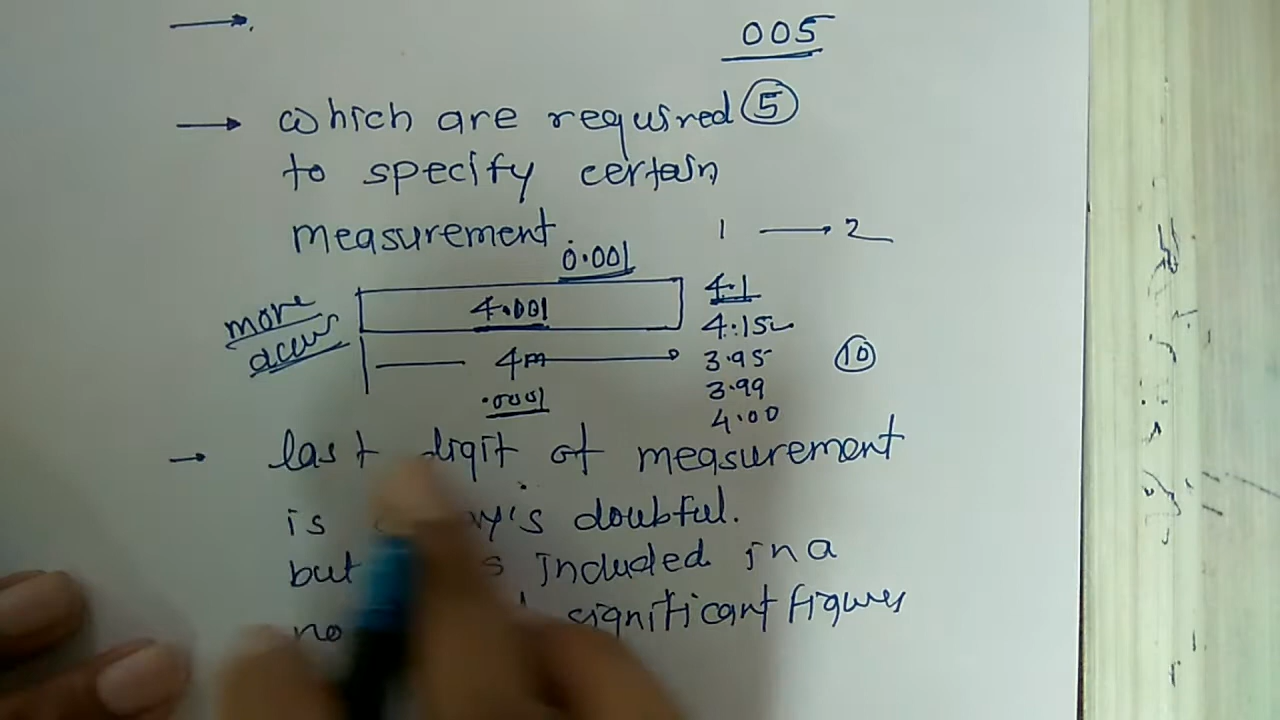 005
→ which are required 5
to specify certain
measurement.
1 → 2
0.001
4.1
more
4.001
4.15
4m
3.95
10
3.99
.0001
4.00
→ last digit of measurement
is doubful.
but included in a
no significant figures